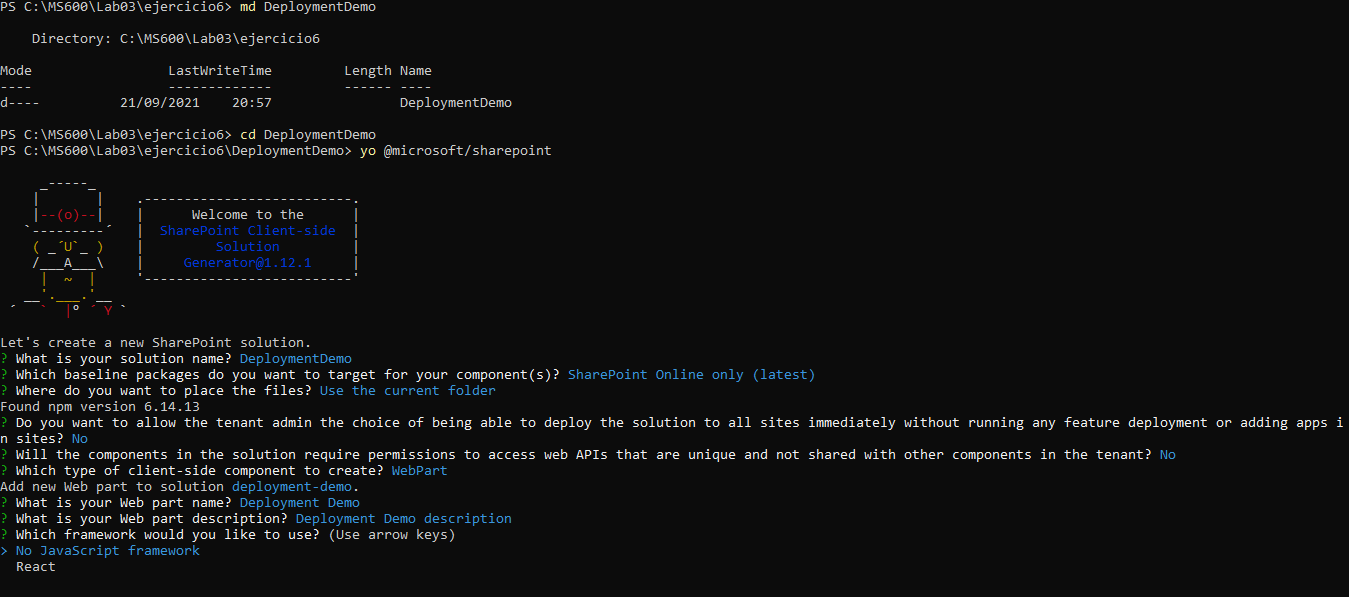 PS C:\MS600\Lab03\ejercicio6> md DeploymentDemo
Directory: C:\MS600\Lab03\ejercicio6
Mode LastWriteTime Length Name
---- ------------- ------ ----
d---- 21/09/2021 20:57 DeploymentDemo
PS C:\MS600\Lab03\ejercicio6> cd DeploymentDemo
PS C:\MS600\Lab03\ejercicio6\DeploymentDemo> yo @microsoft/sharepoint
Welcome to the
SharePoint Client-side
Solution
Generator@1.12.1
Let's create a new SharePoint solution.
? What is your solution name? DeploymentDemo
? Which baseline packages do you want to target for your component(s)? SharePoint Online only (latest)
? Where do you want to place the files? Use the current folder
Found npm version 6.14.13
? Do you want to allow the tenant admin the choice of being able to deploy the solution to all sites immediately without running any feature deployment or adding apps i
n sites? No
? Will the components in the solution require permissions to access web APIs that are unique and not shared with other components in the tenant? No
? Which type of client-side component to create? WebPart
Add new Web part to solution deployment-demo.
? What is your Web part name? Deployment Demo
? What is your Web part description? Deployment Demo description
? Which framework would you like to use? (Use arrow keys)
> No JavaScript framework
React